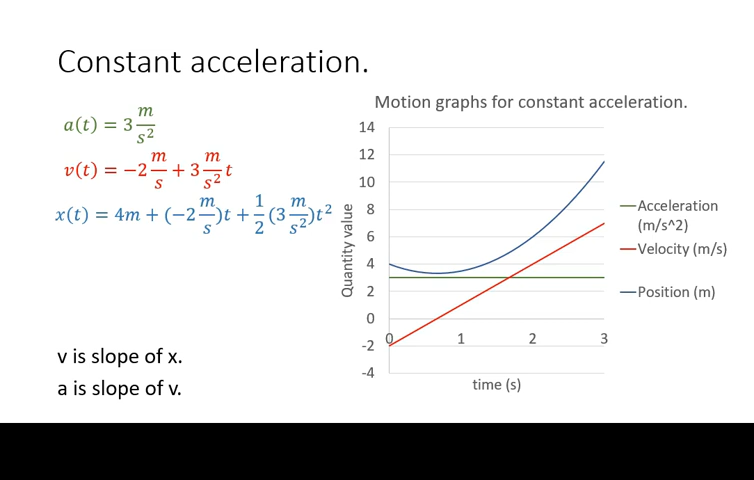 Constant acceleration.
a(t) = 3 m/s²
v(t) = −2 m/s + 3 m/s² t
x(t) = 4m + (−2 m/s)t + 1/2 (3 m/s²)t²
v is slope of x.
a is slope of v.
Motion graphs for constant acceleration.
Quantity value
14
12
10
8
6
4
2
0
-2
-4
0 1 2 3
time (s)
Acceleration
(m/s^2)
Velocity (m/s)
Position (m)